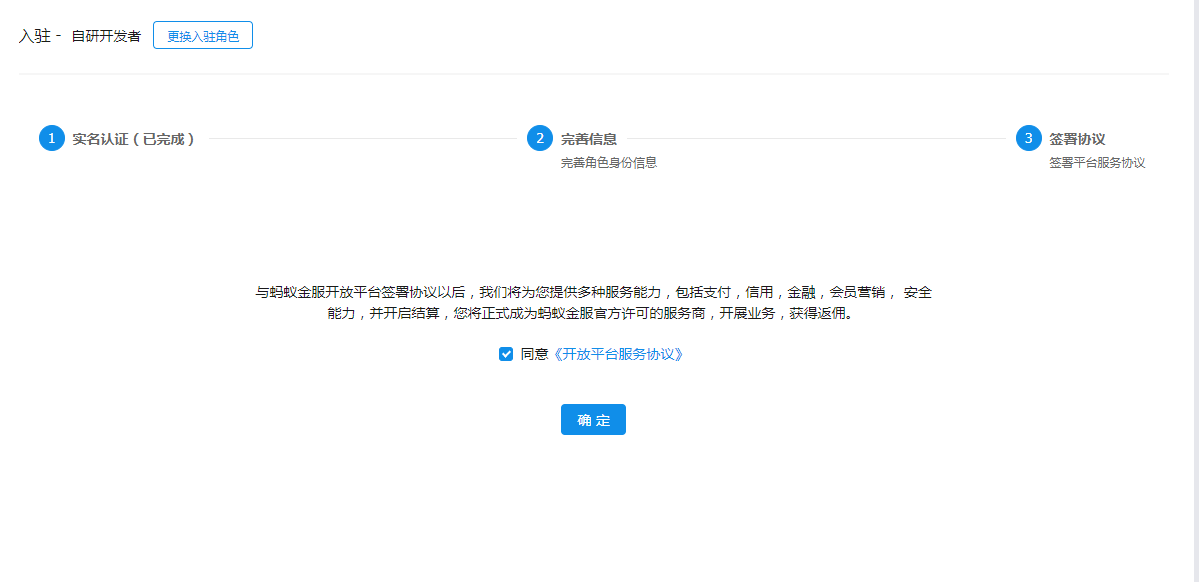 入驻 - 自研开发者 更换入驻角色
1 实名认证 ( 已完成 ) 2 完善信息 3 签署协议
完善角色身份信息 签署平台服务协议
与蚂蚁金服开放平台签署协议以后，我们将为您提供多种服务能力，包括支付，信用，金融，会员营销， 安全
能力，并开启结算，您将正式成为蚂蚁金服官方许可的服务商，开展业务，获得返佣。
同意《开放平台服务协议》
确 定